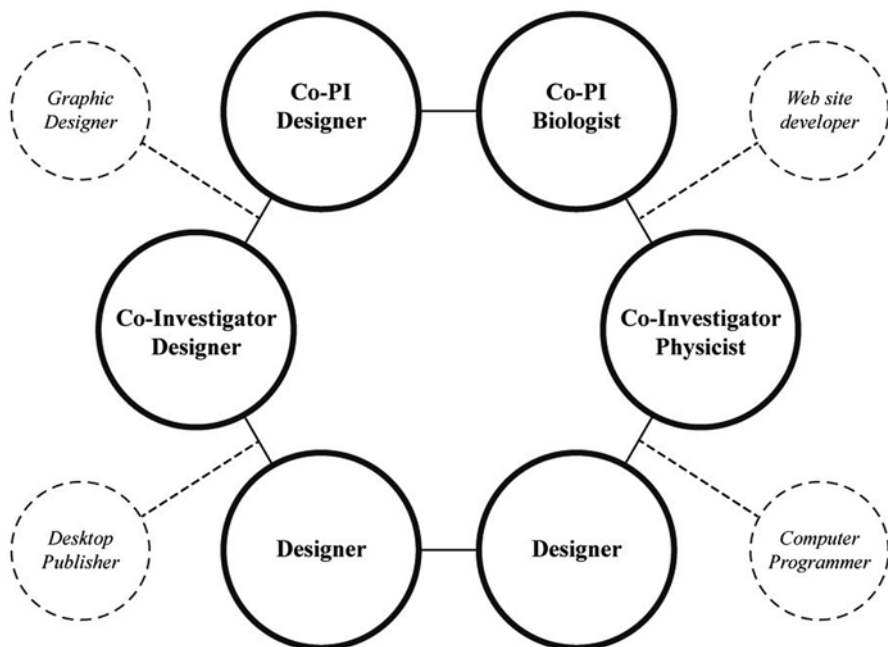 Graphic
Designer
Co-PI
Designer
Co-PI
Biologist
Web site
developer
Co-Investigator
Designer
Co-Investigator
Physicist
Desktop
Publisher
Designer
Designer
Computer
Programmer